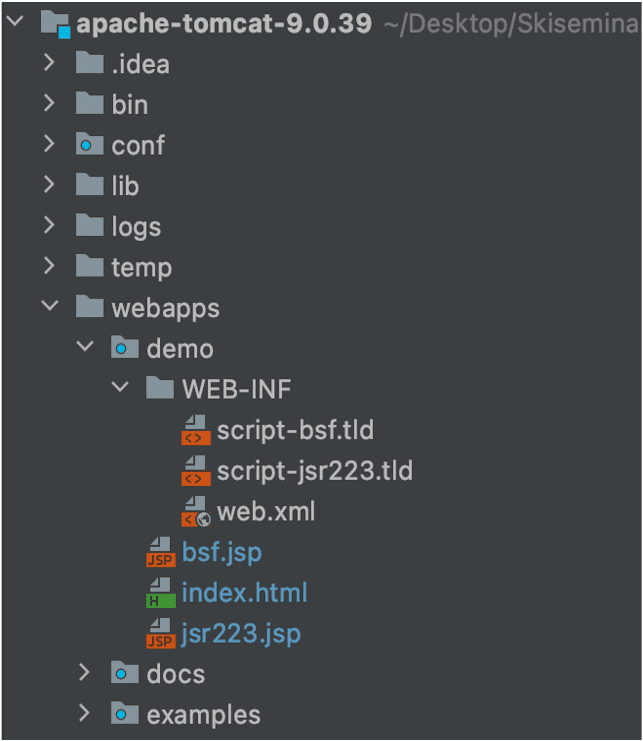 apache-tomcat-9.0.39 ~/Desktop/Skisemina
.idea
bin
conf
lib
logs
temp
webapps
demo
WEB-INF
script-bsf.tld
script-jsr223.tld
web.xml
JSP bsf.jsp
H index.html
JSP jsr223.jsp
docs
examples